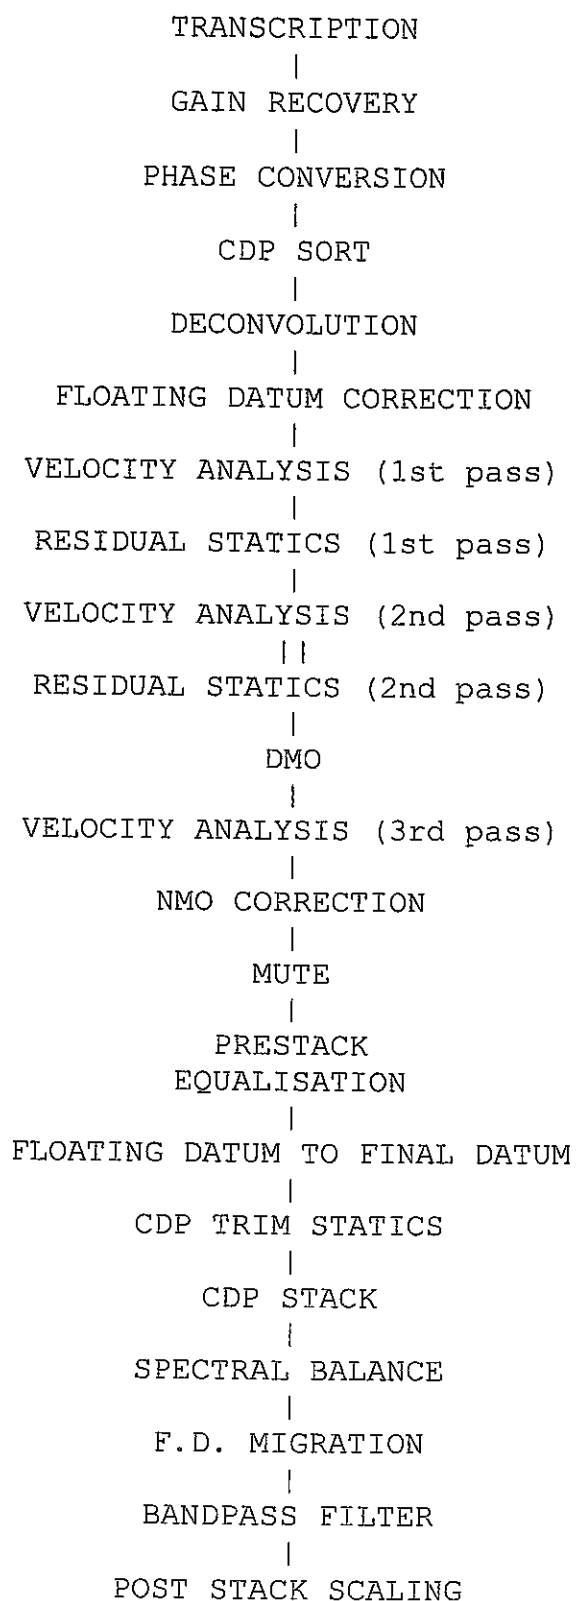 TRANSCRIPTION
GAIN RECOVERY
PHASE CONVERSION
CDP SORT
DECONVOLUTION
FLOATING DATUM CORRECTION
VELOCITY ANALYSIS (1st pass)
RESIDUAL STATICS (1st pass)
VELOCITY ANALYSIS (2nd pass)
RESIDUAL STATICS (2nd pass)
DMO
VELOCITY ANALYSIS (3rd pass)
NMO CORRECTION
MUTE
PRESTACK
EQUALISATION
FLOATING DATUM TO FINAL DATUM
CDP TRIM STATICS
CDP STACK
SPECTRAL BALANCE
F.D. MIGRATION
BANDPASS FILTER
POST STACK SCALING